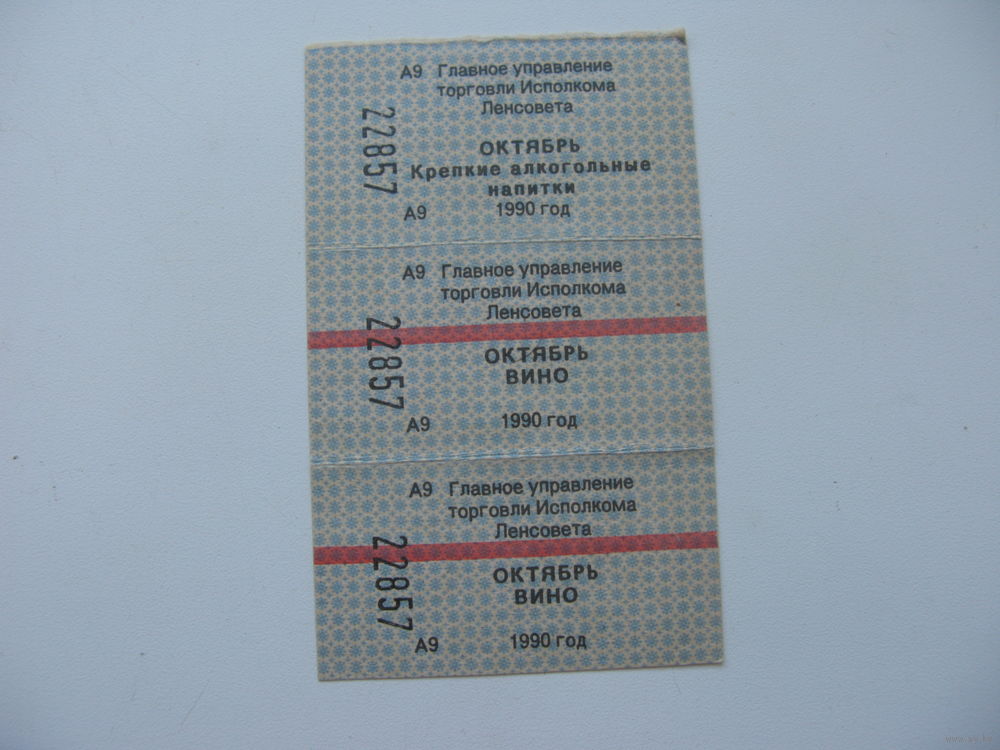 А9 Главное управление
торговли Исполкома
Ленсовета
22857
ОКТЯБРЬ
Крепкие алкогольные
напитки
А9 1990 год
А9 Главное управление
торговли Исполкома
Ленсовета
22857
ОКТЯБРЬ
ВИНО
А9 1990 год
А9 Главное управление
торговли Исполкома
Ленсовета
22857
ОКТЯБРЬ
ВИНО
А9 1990 год